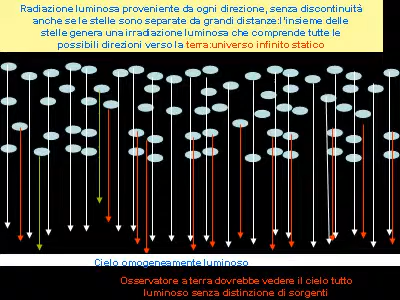 Radiazione luminosa proveniente da ogni direzione, senza discontinuità
anche se le stelle sono separate da grandi distanze:l'insieme delle
stelle genera una irradiazione luminosa che comprende tutte le
possibili direzioni verso la terra:universo infinito statico
Cielo omogeneamente luminoso
Osservatore a terra dovrebbe vedere il cielo tutto
luminoso senza distinzione di sorgenti